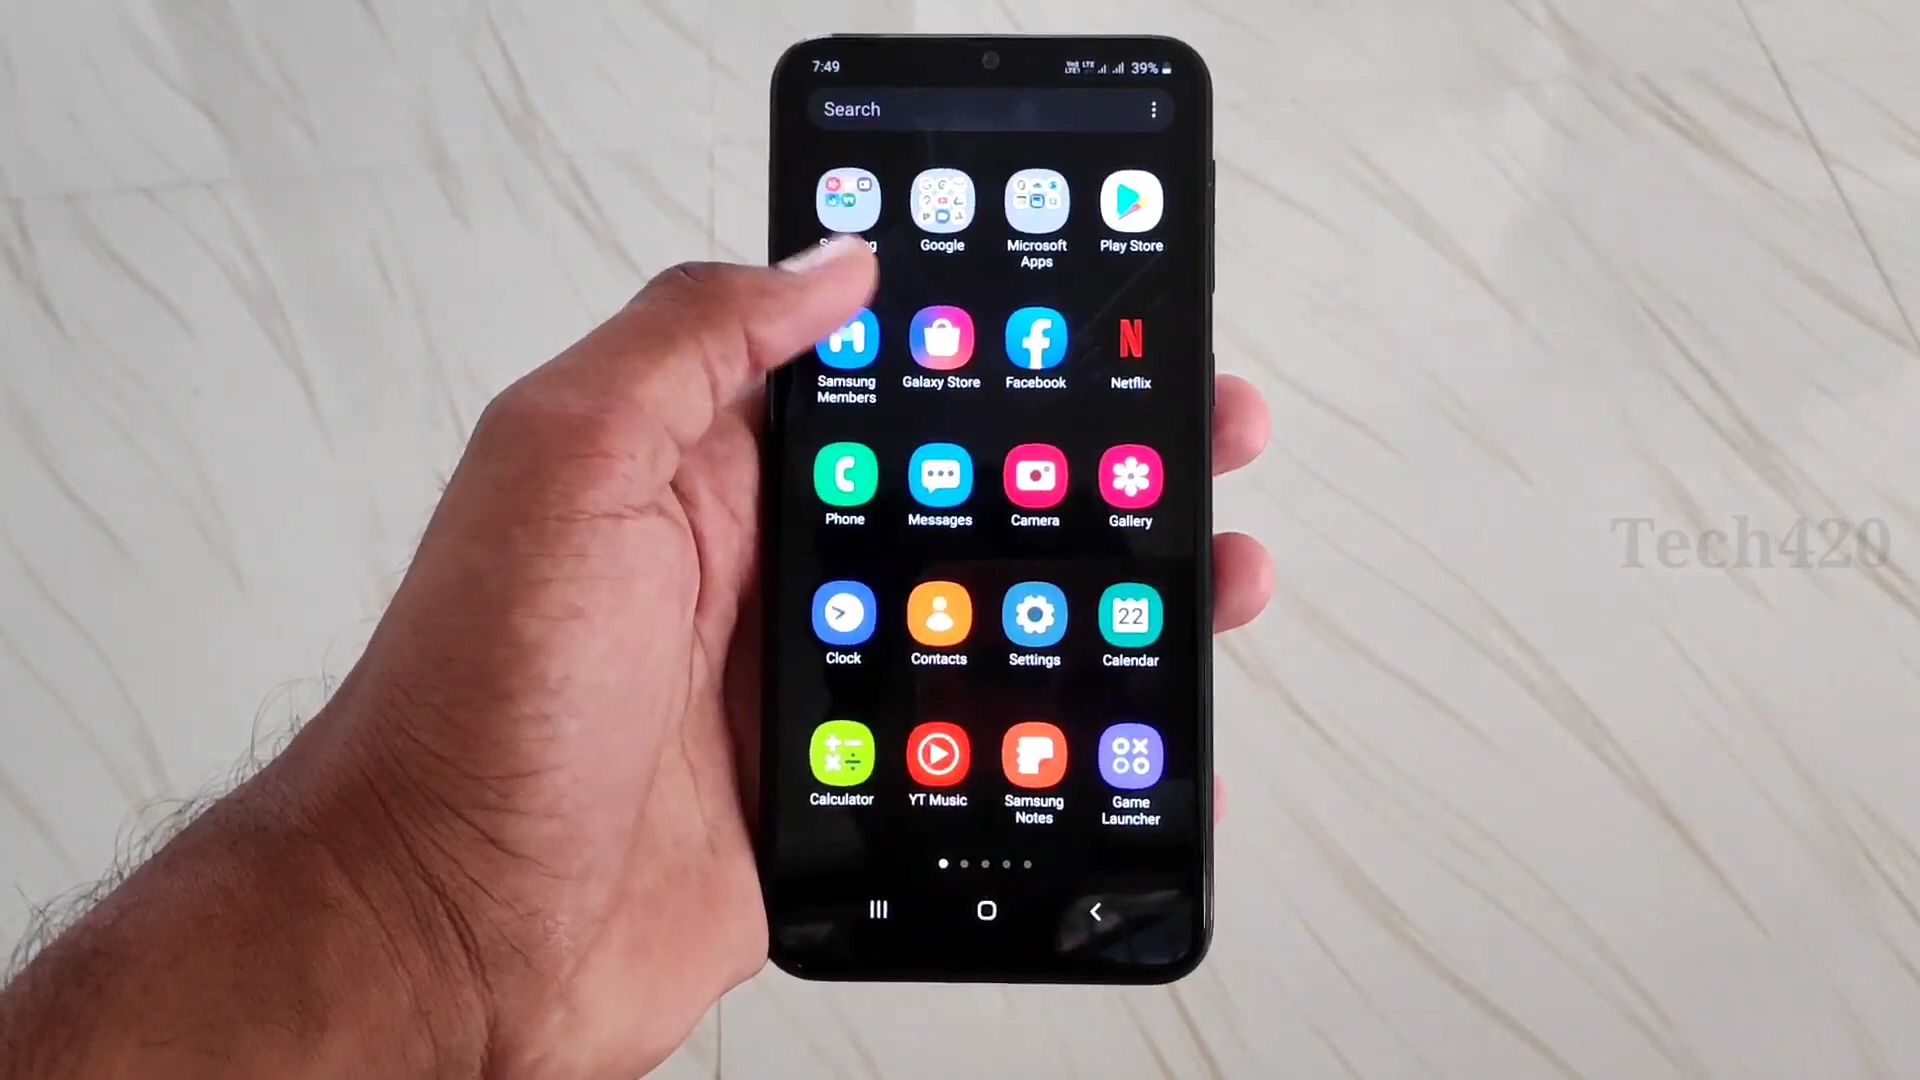 7:49
39%
Search
Google
Microsoft
Apps
Play Store
Samsung
Members
Galaxy Store
Facebook
N
Netflix
Phone
Messages
Camera
Gallery
22
Clock
Contacts
Settings
Calendar
Calculator
YT Music
Samsung
Notes
Game
Launcher
Tech420